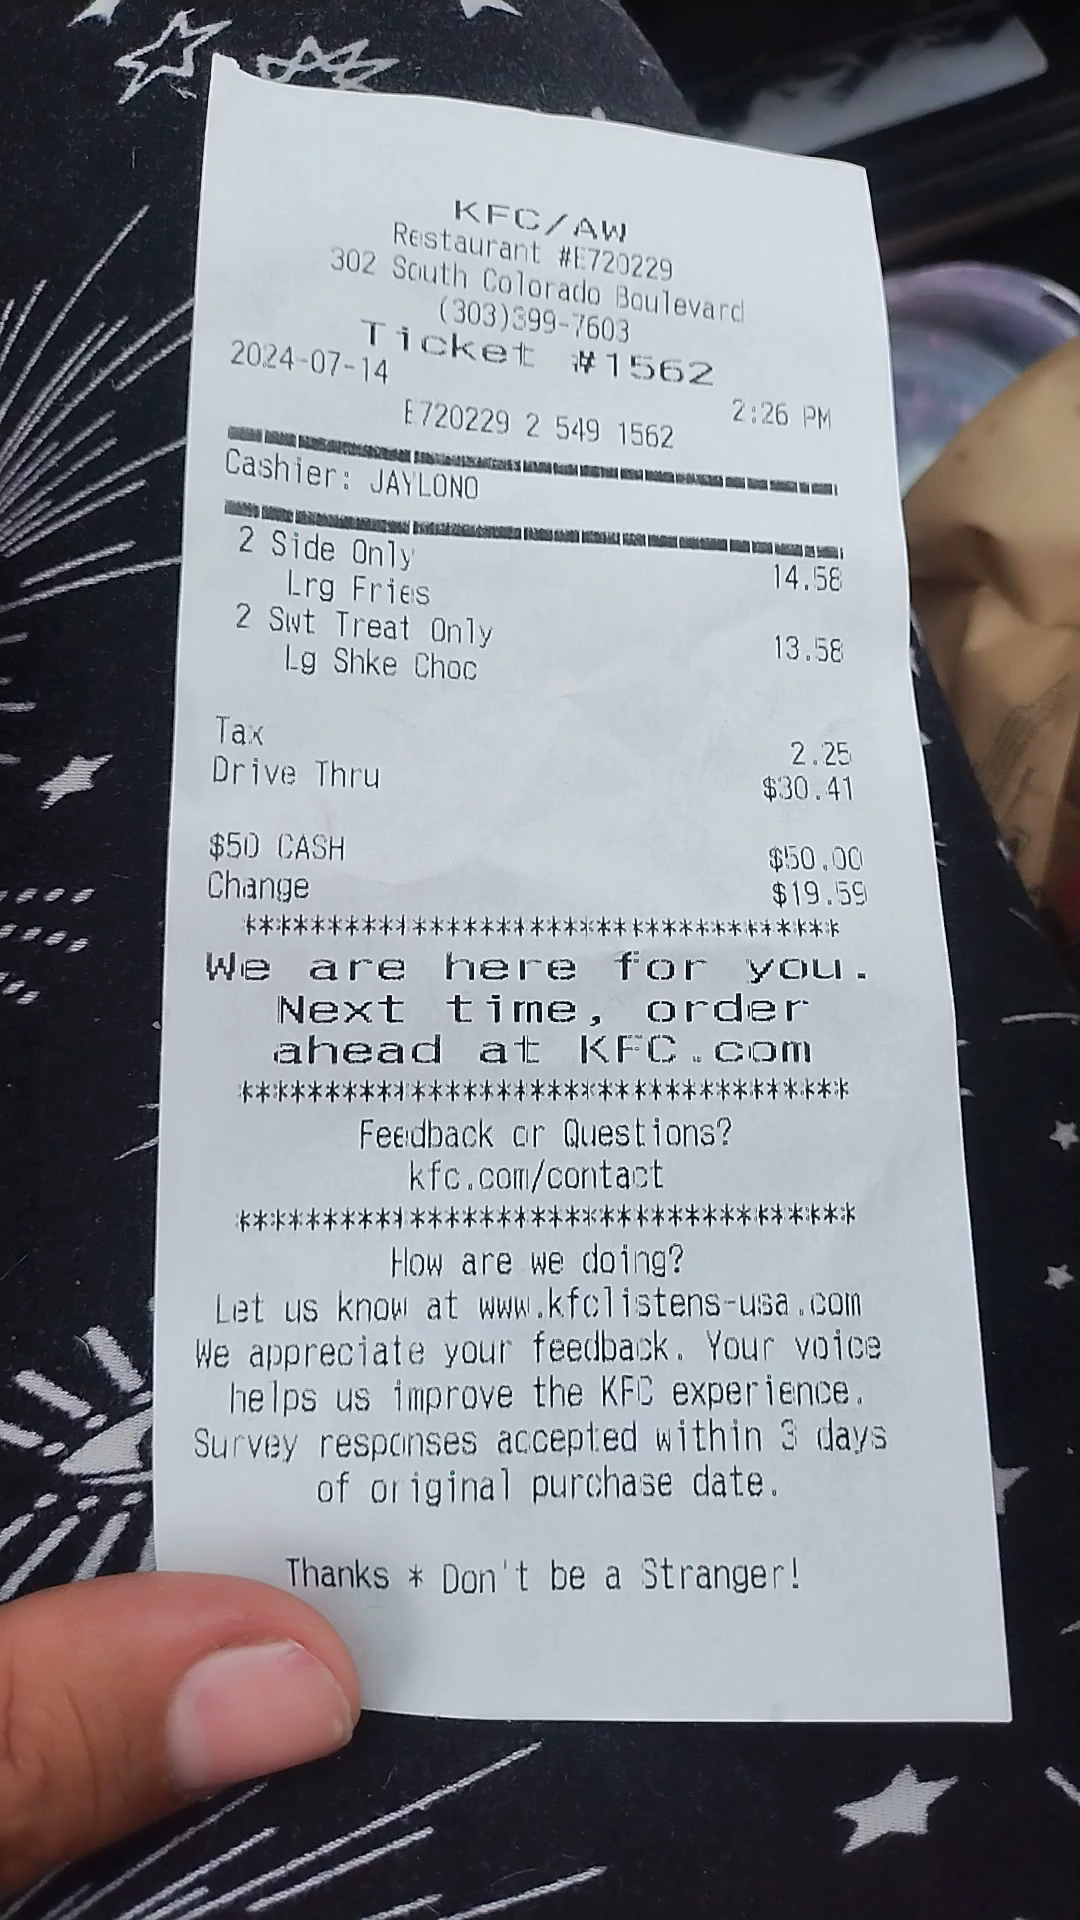 KFC/AW
Restaurant #E720229
302 South Colorado Boulevard
(303)399-7603
Ticket #1562
2024-07-14 2:26 PM
E720229 2 549 1562
Cashier: JAYLONO
2 Side Only 14.58
Lrg Fries
2 Swt Treat Only 13.58
Lg Shke Choc
Tax 2.25
Drive Thru $30.41
$50 CASH $50.00
Change $19.59
****************************************
We are here for you.
Next time, order
ahead at KFC.com
****************************************
Feedback or Questions?
kfc.com/contact
****************************************
How are we doing?
Let us know at www.kfclistens-usa.com
We appreciate your feedback. Your voice
helps us improve the KFC experience.
Survey responses accepted within 3 days
of original purchase date.
Thanks * Don't be a Stranger!